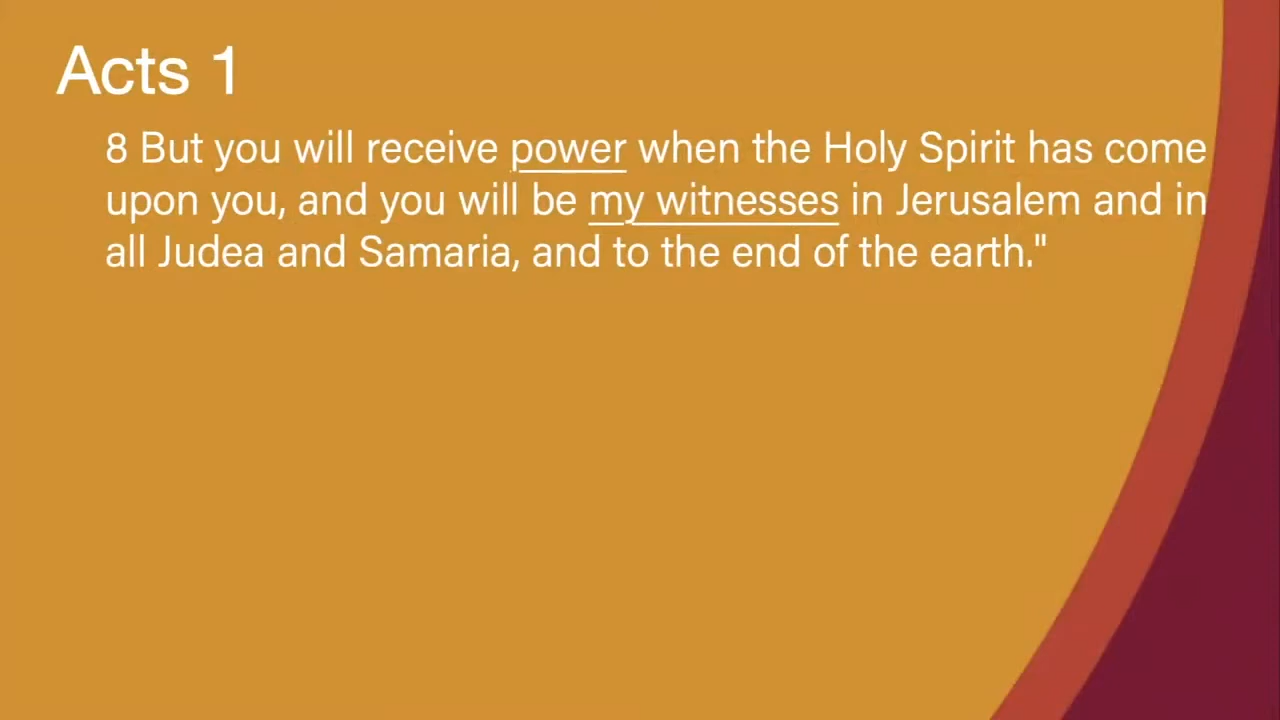 Acts 1
8 But you will receive power when the Holy Spirit has come
upon you, and you will be my witnesses in Jerusalem and in
all Judea and Samaria, and to the end of the earth."